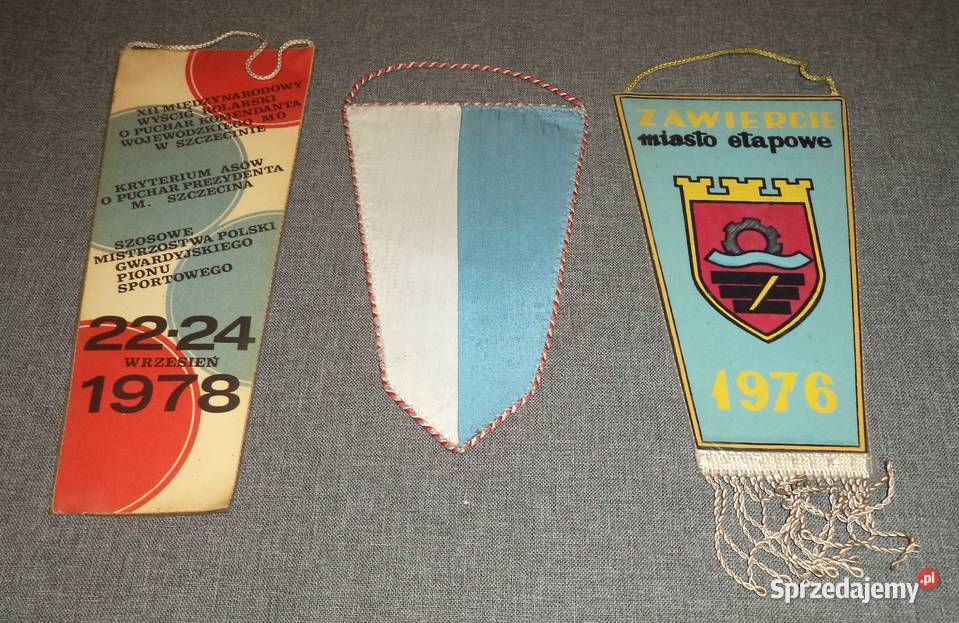 XII MIĘDZYNARODOWY
WYŚCIG KOLARSKI
O PUCHAR KOMENDANTA
WOJEWÓDZKIEGO MO
W SZCZECINIE
KRYTERIUM ASÓW
O PUCHAR PREZYDENTA
M. SZCZECINA
SZOSOWE
MISTRZOSTWA POLSKI
GWARDYJSKIEGO
PIONU
SPORTOWEGO
22-24
WRZESIEŃ
1978
ZAWIERCIE
miasto etapowe
1976
Sprzedajemy.pl